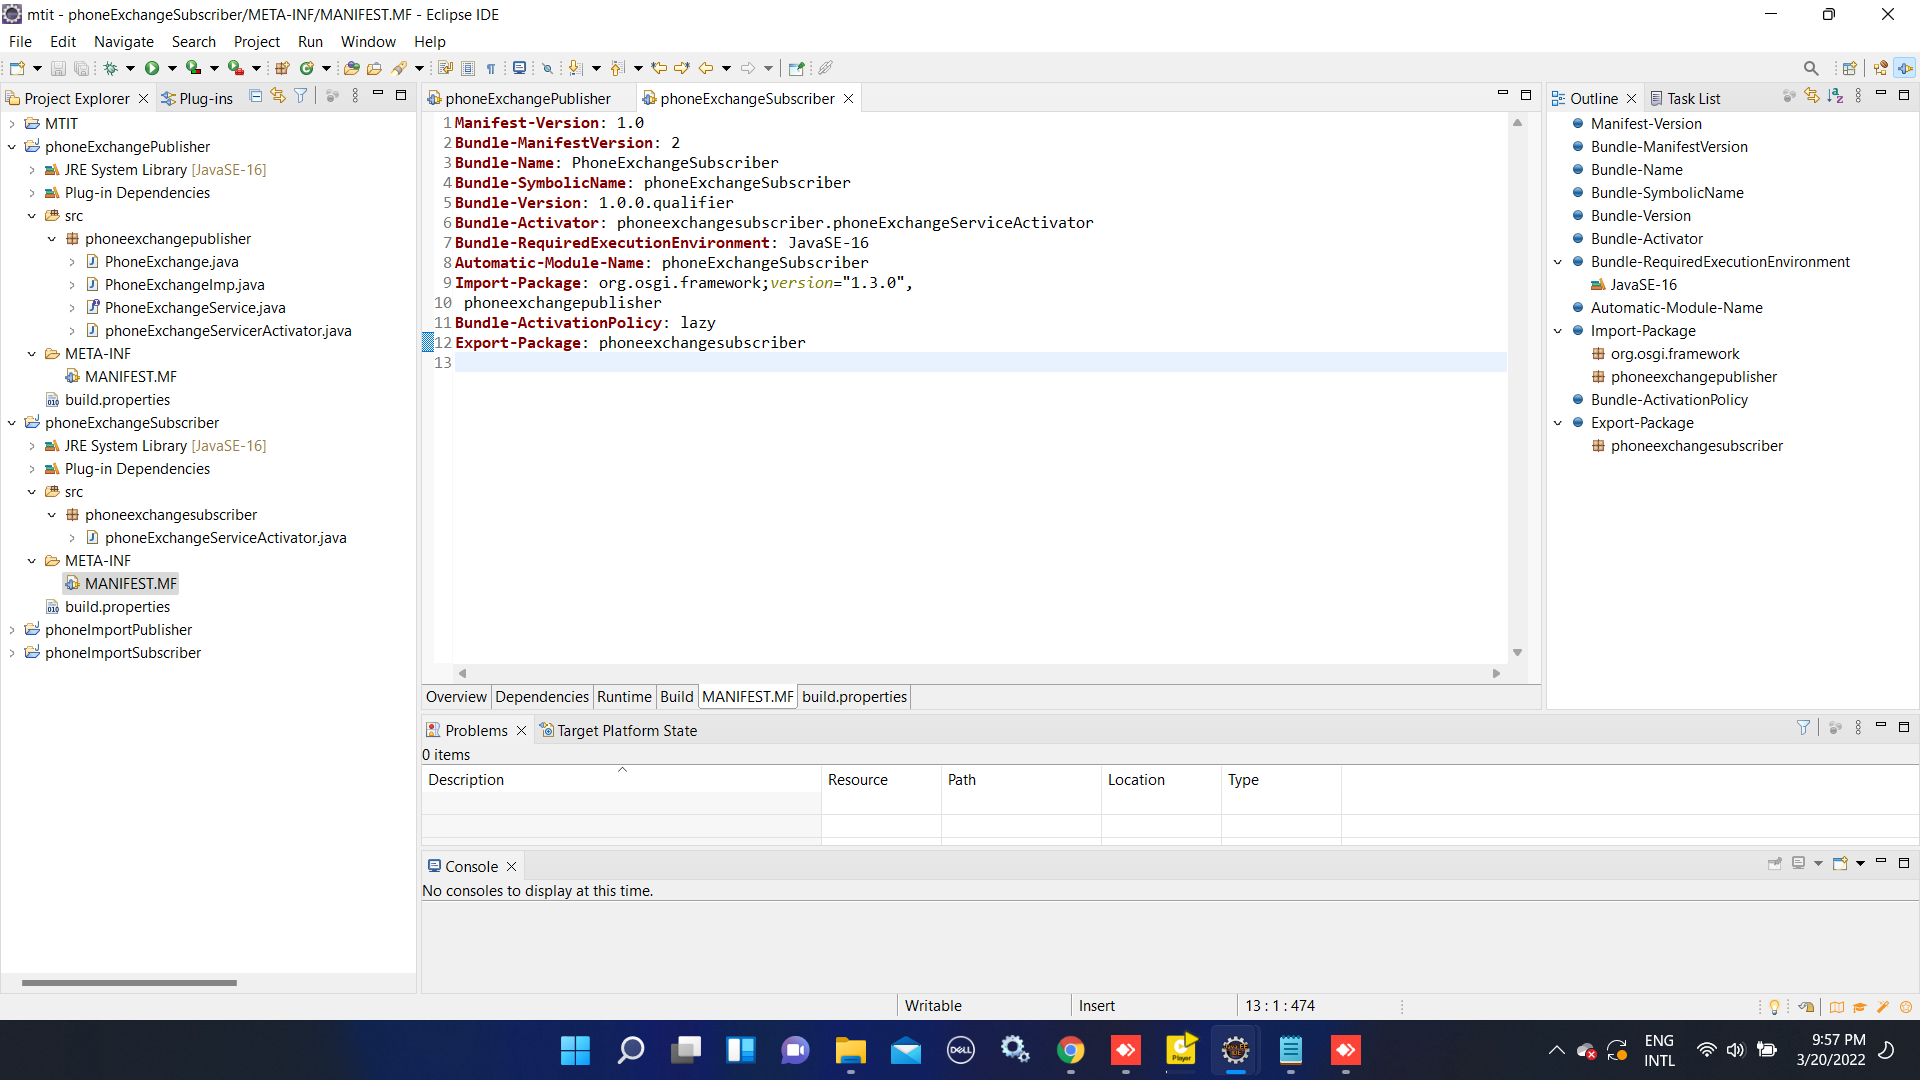 mtit - phoneExchangeSubscriber/META-INF/MANIFEST.MF - Eclipse IDE
File Edit Navigate Search Project Run Window Help
Project Explorer Plug-ins
MTIT
phoneExchangePublisher
JRE System Library [JavaSE-16]
Plug-in Dependencies
src
phoneexchangepublisher
PhoneExchange.java
PhoneExchangeImp.java
PhoneExchangeService.java
phoneExchangeServicerActivator.java
META-INF
MANIFEST.MF
build.properties
phoneExchangeSubscriber
JRE System Library [JavaSE-16]
Plug-in Dependencies
src
phoneexchangesubscriber
phoneExchangeServiceActivator.java
META-INF
MANIFEST.MF
build.properties
phoneImportPublisher
phoneImportSubscriber
phoneExchangePublisher phoneExchangeSubscriber
1 Manifest-Version: 1.0
2 Bundle-ManifestVersion: 2
3 Bundle-Name: PhoneExchangeSubscriber
4 Bundle-SymbolicName: phoneExchangeSubscriber
5 Bundle-Version: 1.0.0.qualifier
6 Bundle-Activator: phoneexchangesubscriber.phoneExchangeServiceActivator
7 Bundle-RequiredExecutionEnvironment: JavaSE-16
8 Automatic-Module-Name: phoneExchangeSubscriber
9 Import-Package: org.osgi.framework;version="1.3.0",
10 phoneexchangepublisher
11 Bundle-ActivationPolicy: lazy
12 Export-Package: phoneexchangesubscriber
13
Overview Dependencies Runtime Build MANIFEST.MF build.properties
Outline Task List
Manifest-Version
Bundle-ManifestVersion
Bundle-Name
Bundle-SymbolicName
Bundle-Version
Bundle-Activator
Bundle-RequiredExecutionEnvironment
JavaSE-16
Automatic-Module-Name
Import-Package
org.osgi.framework
phoneexchangepublisher
Bundle-ActivationPolicy
Export-Package
phoneexchangesubscriber
Problems Target Platform State
0 items
Description Resource Path Location Type
Console
No consoles to display at this time.
Writable Insert 13 : 1 : 474
DELL
Player
ENG
INTL
9:57 PM
3/20/2022